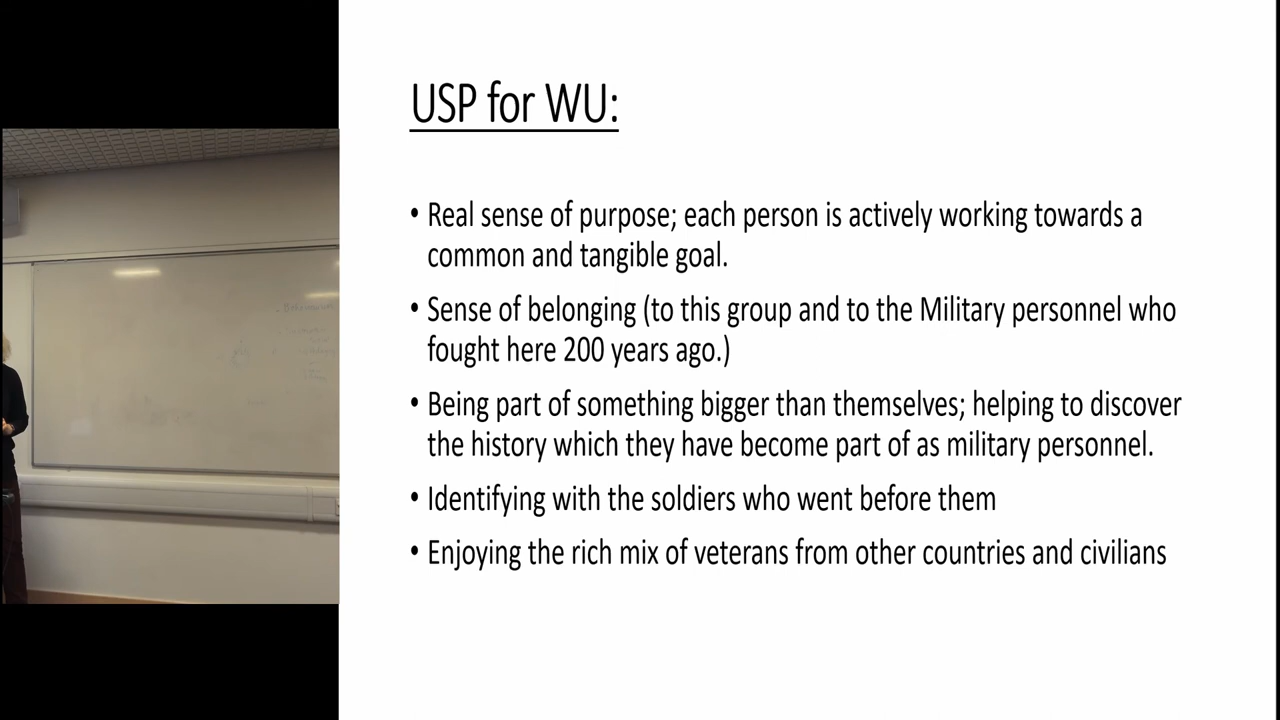 USP for WU:
• Real sense of purpose; each person is actively working towards a
common and tangible goal.
• Sense of belonging (to this group and to the Military personnel who
fought here 200 years ago.)
• Being part of something bigger than themselves; helping to discover
the history which they have become part of as military personnel.
• Identifying with the soldiers who went before them
• Enjoying the rich mix of veterans from other countries and civilians